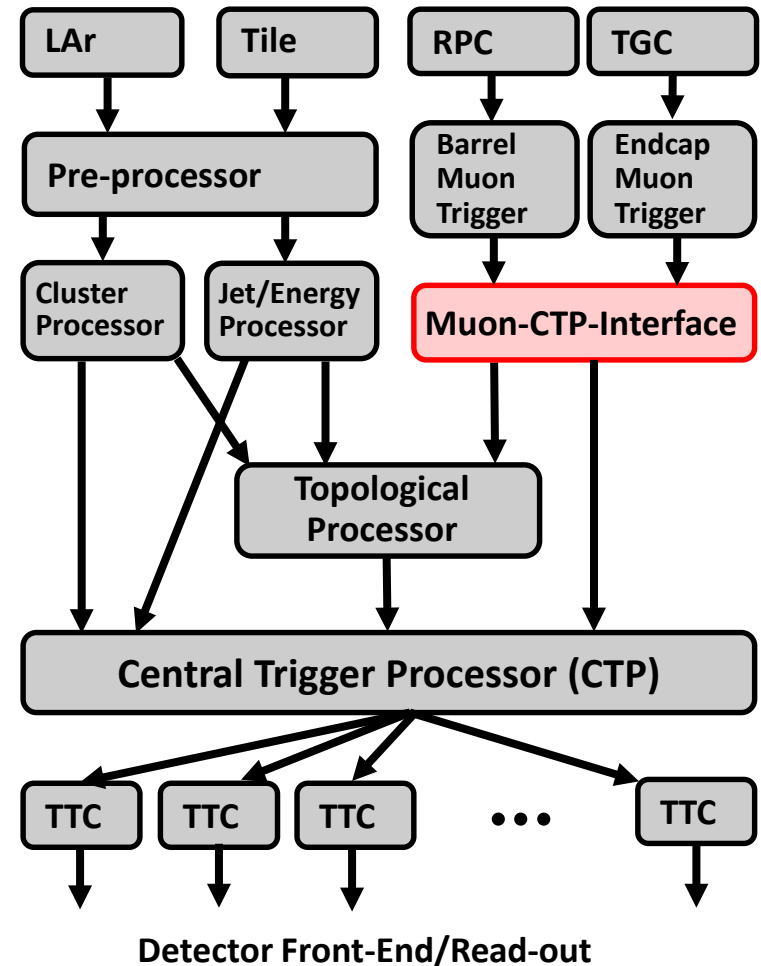 LAr
Tile
RPC
TGC
Pre-processor
Barrel
Muon
Trigger
Endcap
Muon
Trigger
Cluster
Processor
Jet/Energy
Processor
Muon-CTP-Interface
Topological
Processor
Central Trigger Processor (CTP)
TTC
TTC
TTC
...
TTC
Detector Front-End/Read-out